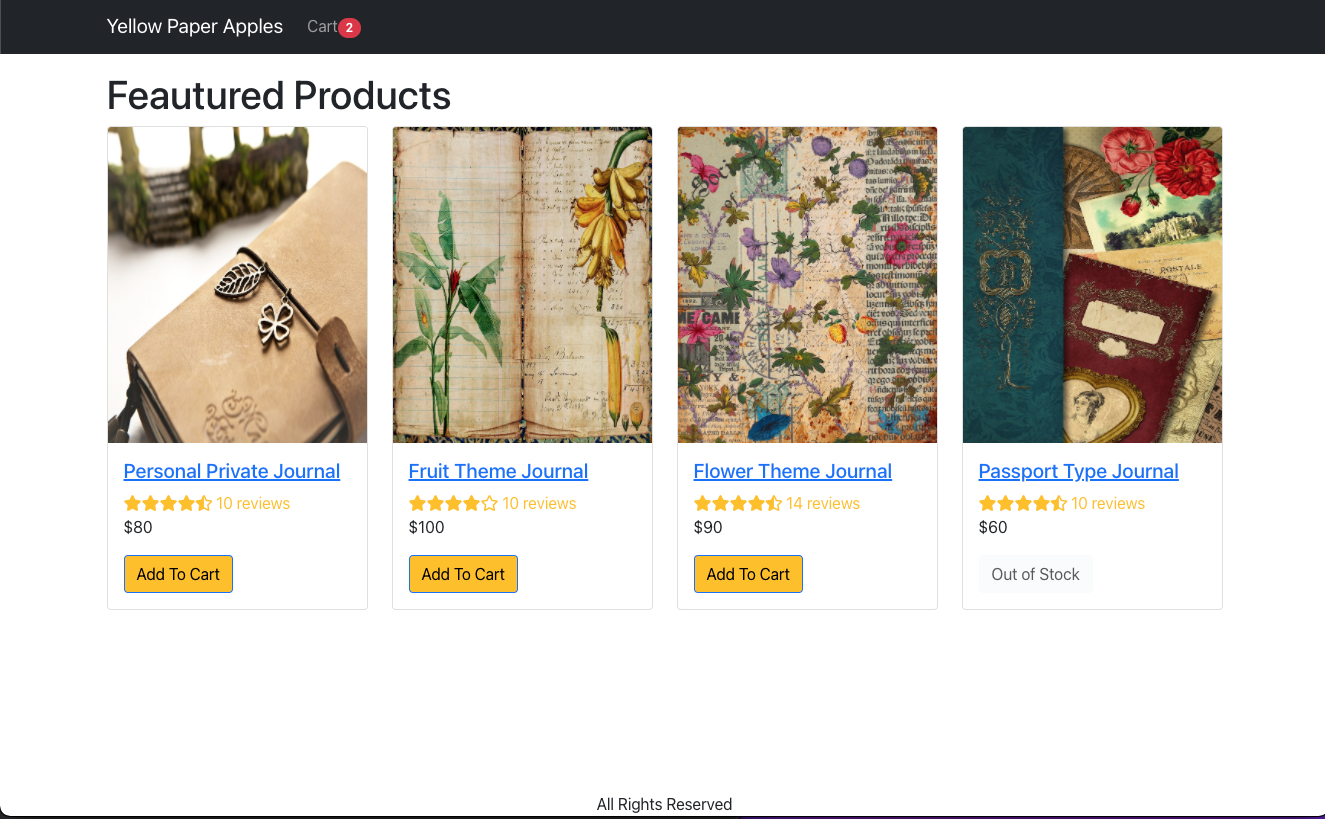 Yellow Paper Apples Cart 2
Feautured Products
POSTALE
Personal Private Journal
10 reviews
$80
Add To Cart
Fruit Theme Journal
10 reviews
$100
Add To Cart
Flower Theme Journal
14 reviews
$90
Add To Cart
Passport Type Journal
10 reviews
$60
Out of Stock
All Rights Reserved